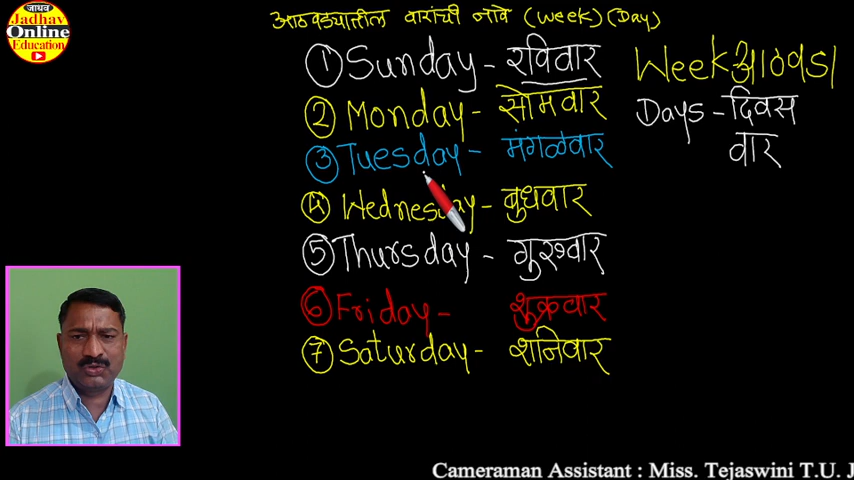 जाधव
Jadhav
Online
Education
आठवड्यातील वारांची नावे (Week) (Day)
① Sunday - रविवार
② Monday - सोमवार
③ Tuesday - मंगळवार
④ Wednesday - बुधवार
⑤ Thursday - गुरुवार
⑥ Friday - शुक्रवार
⑦ Saturday - शनिवार
Week आठवडा
Days - दिवस
वार
Cameraman Assistant : Miss. Tejaswini T.U. J